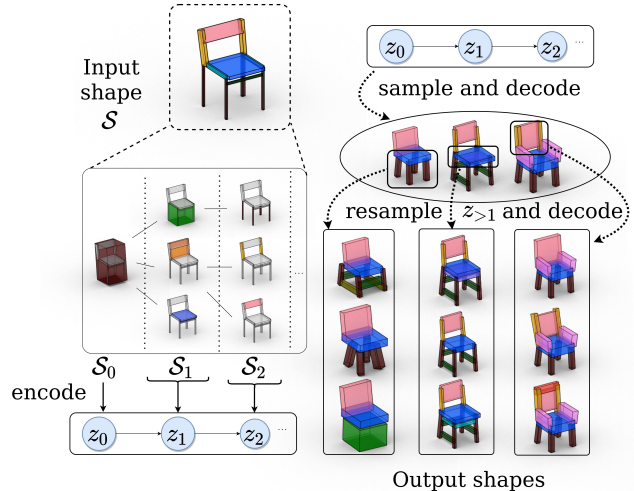 Input
shape
𝒮
z₀ z₁ z₂ ...
sample and decode
resample z>1 and decode
...
𝒮₀ 𝒮₁ 𝒮₂
encode
z₀ z₁ z₂ ...
Output shapes